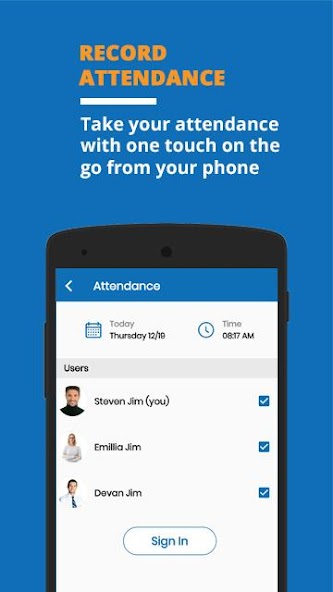 RECORD
ATTENDANCE
Take your attendance
with one touch on the
go from your phone
Attendance
Today
Time
Thursday 12/19
08:17 AM
Users
Steven Jim (you)
Emillia Jim
Devan Jim
Sign In